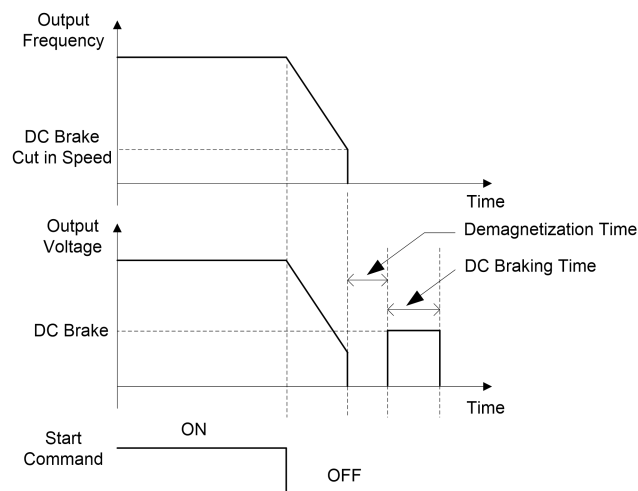 Output
Frequency
DC Brake
Cut in Speed
Time
Output
Voltage
Demagnetization Time
DC Braking Time
DC Brake
Time
Start
Command
ON
OFF